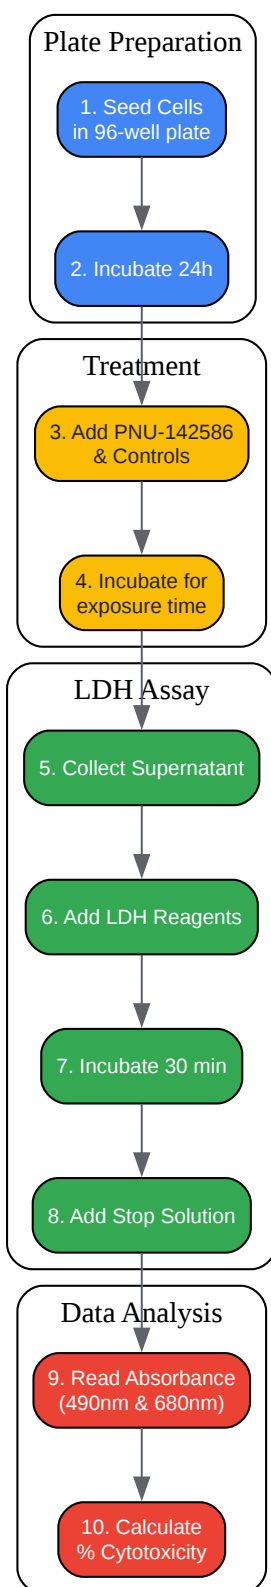 Plate Preparation
1. Seed Cells
in 96-well plate
2. Incubate 24h
Treatment
3. Add PNU-142586
& Controls
4. Incubate for
exposure time
LDH Assay
5. Collect Supernatant
6. Add LDH Reagents
7. Incubate 30 min
8. Add Stop Solution
Data Analysis
9. Read Absorbance
(490nm & 680nm)
10. Calculate
% Cytotoxicity